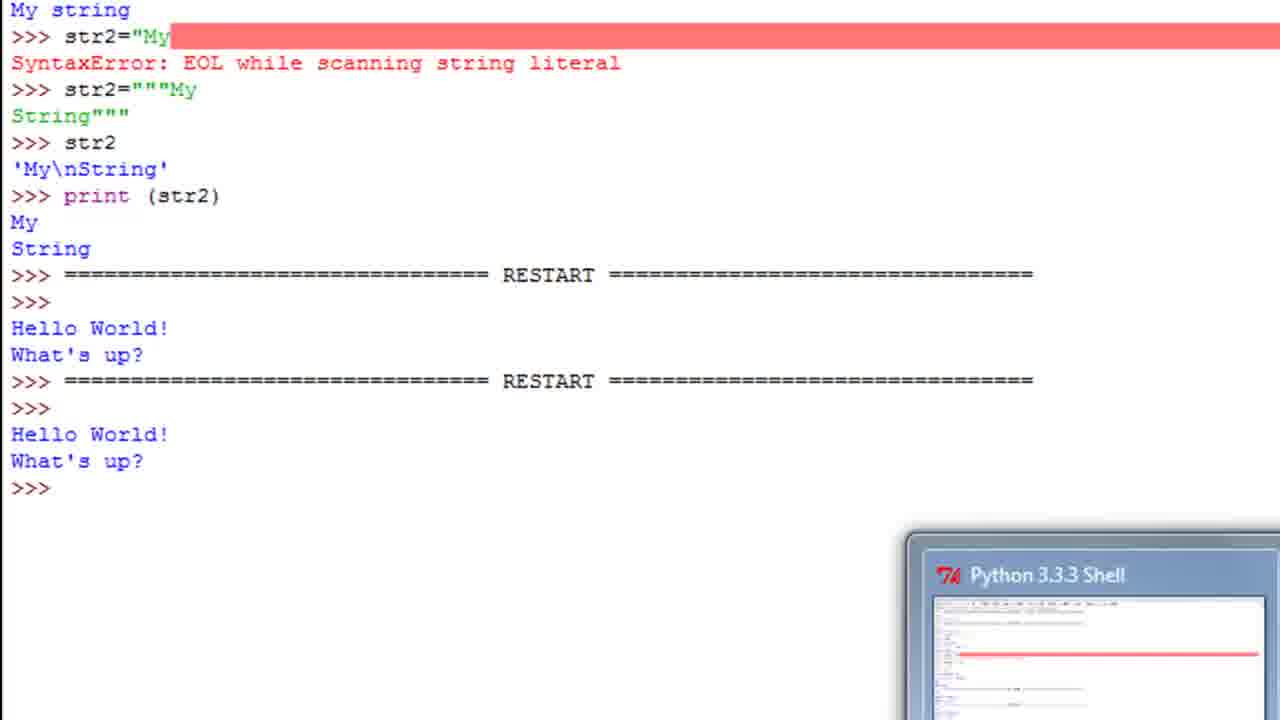 My string
>>> str2="My
SyntaxError: EOL while scanning string literal
>>> str2="""My
String"""
>>> str2
'My\nString'
>>> print (str2)
My
String
>>> ================================ RESTART ================================
>>>
Hello World!
What's up?
>>> ================================ RESTART ================================
>>>
Hello World!
What's up?
>>>
Python 3.3.3 Shell